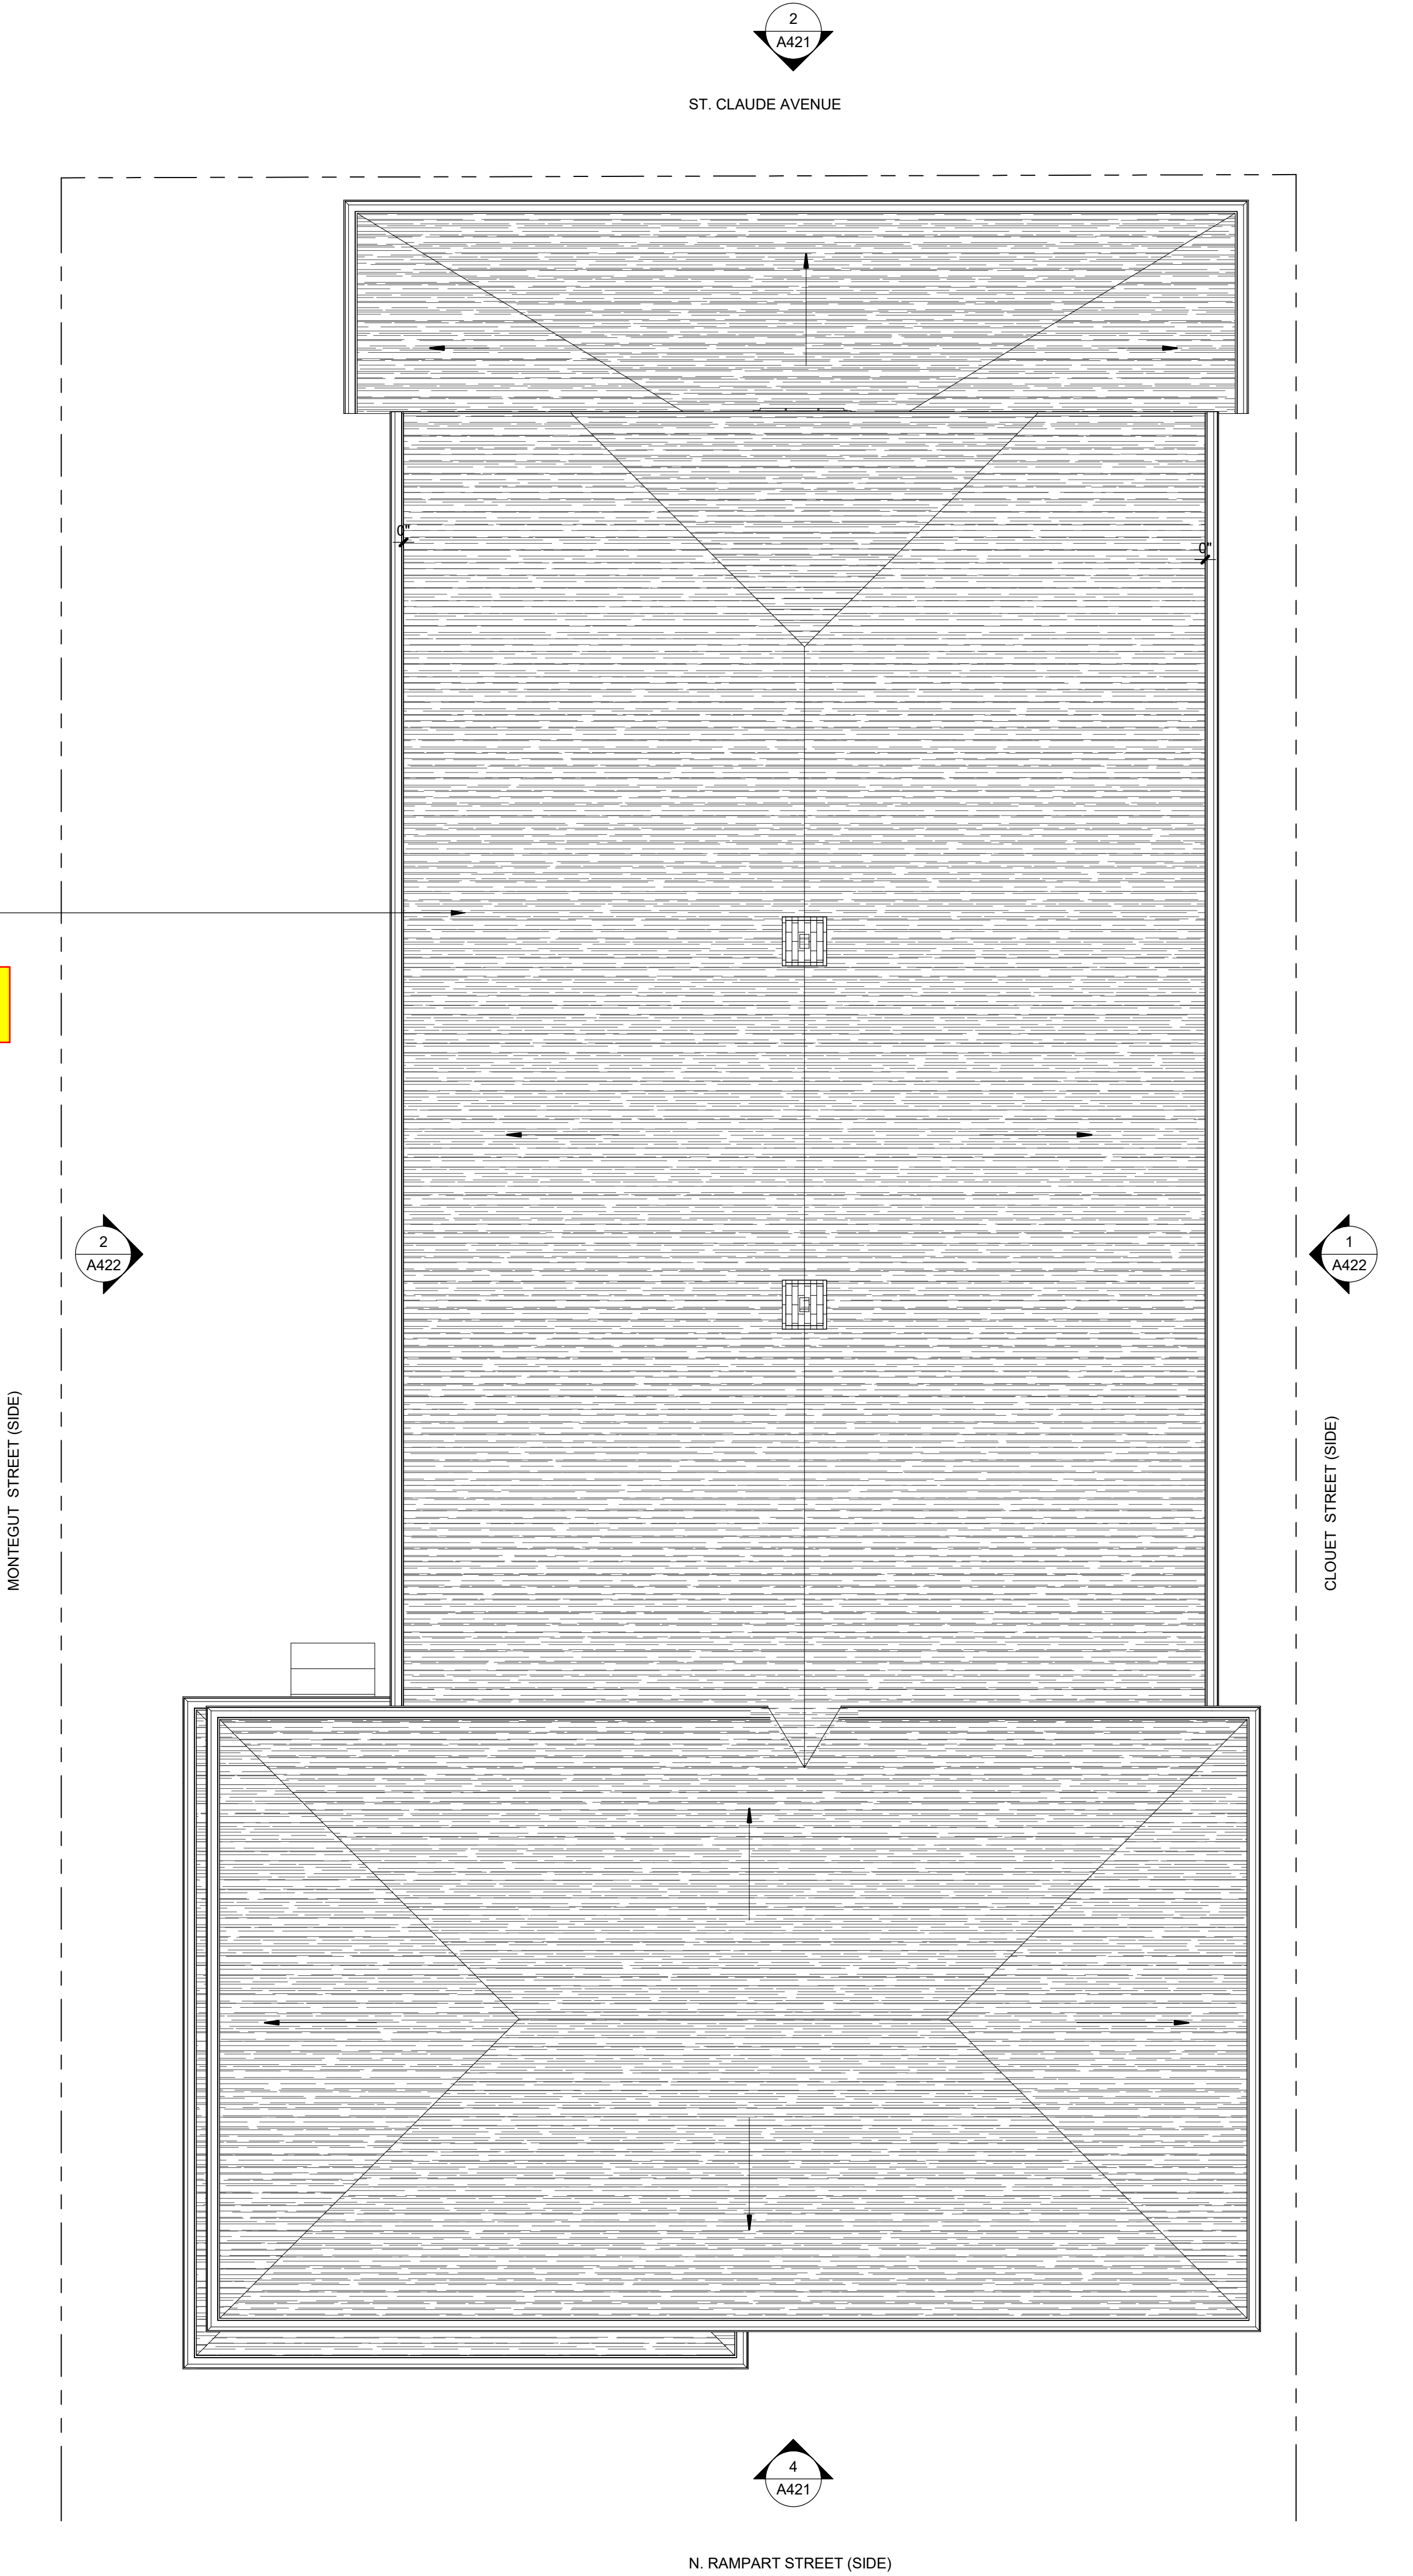 2
A421
ST. CLAUDE AVENUE
0"
0"
2
A422
1
A422
MONTEGUT STREET (SIDE)
CLOUET STREET (SIDE)
4
A421
N. RAMPART STREET (SIDE)